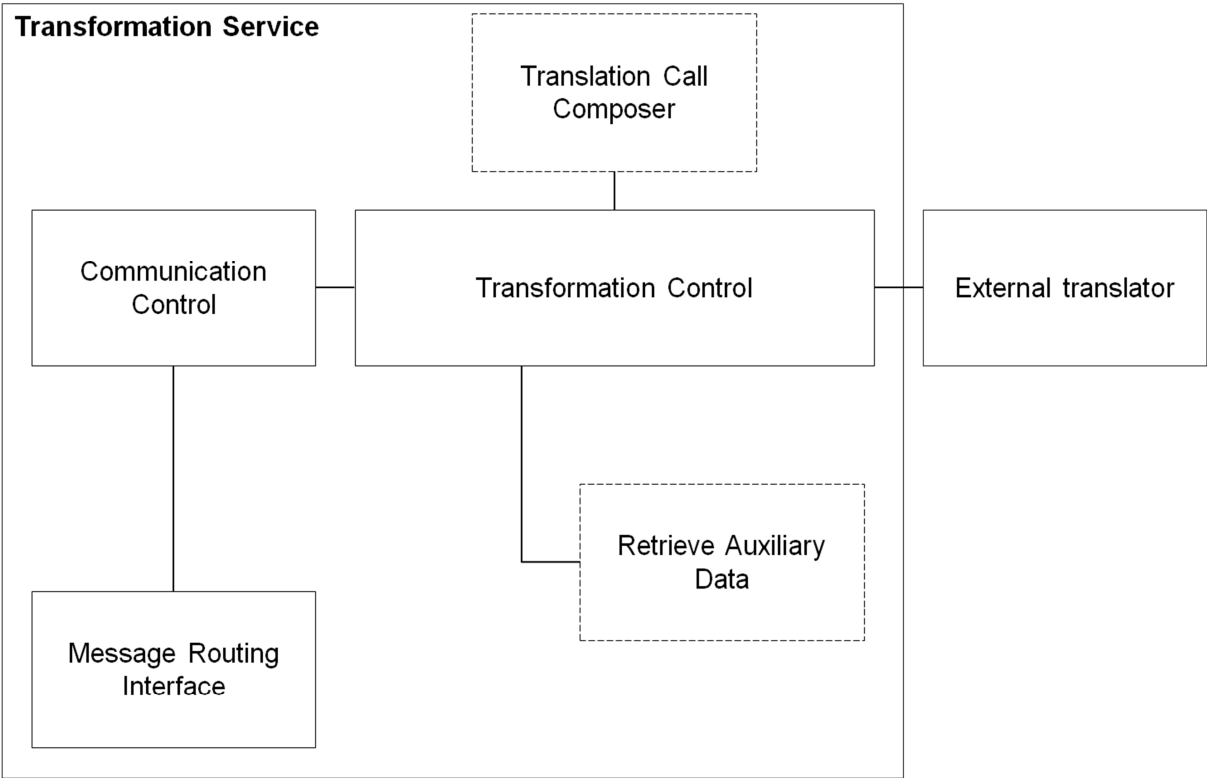 Transformation Service
Translation Call
Composer
Communication
Control
Transformation Control
External translator
Retrieve Auxiliary
Data
Message Routing
Interface